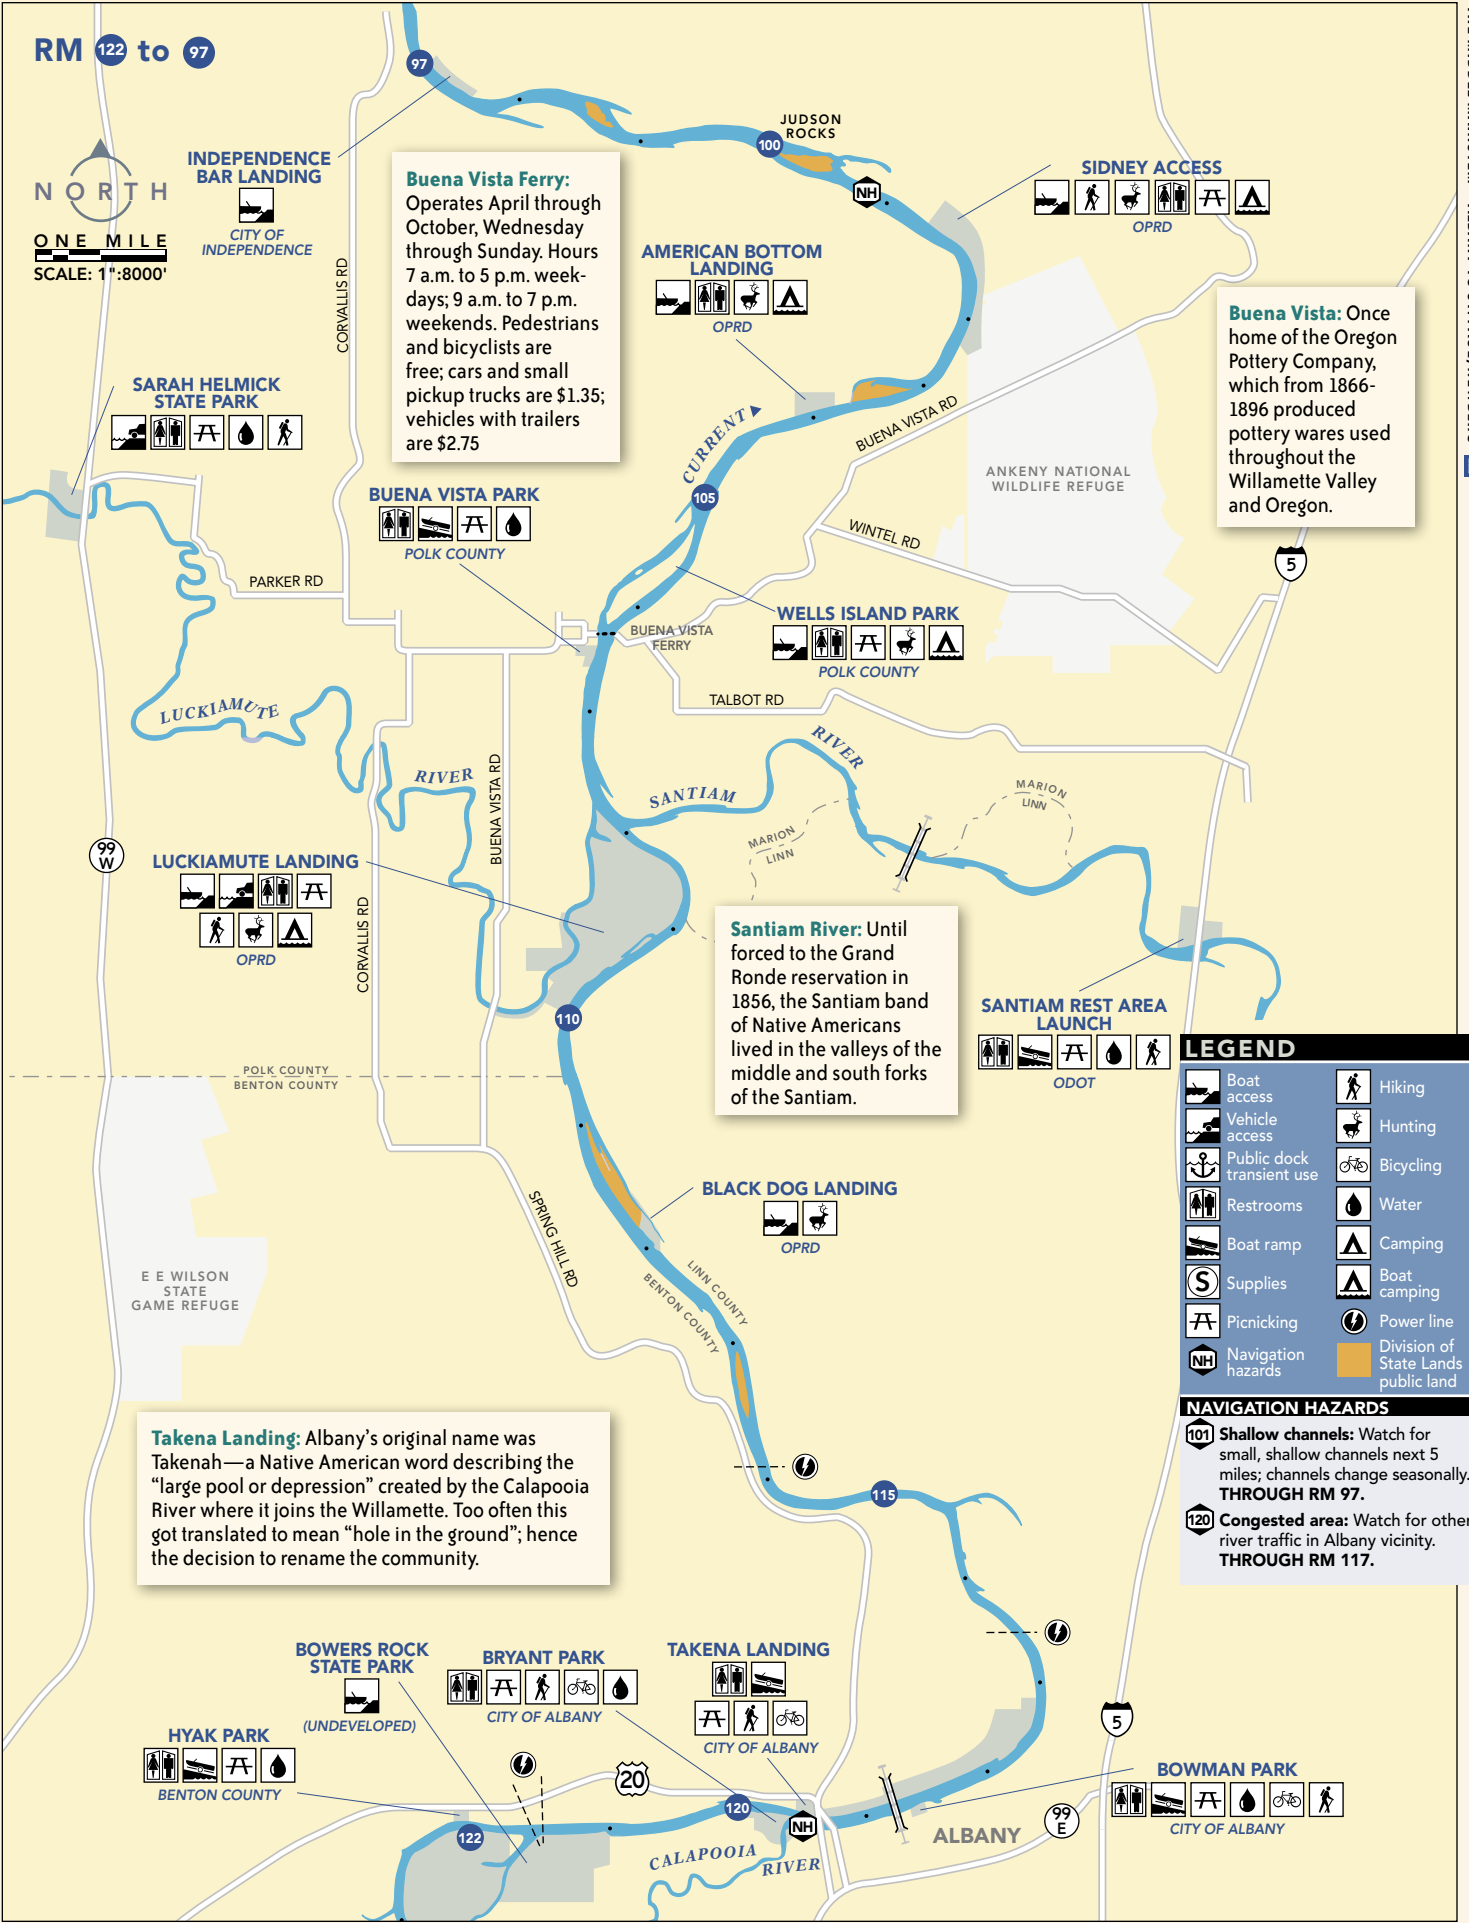 RM 122 to 97
97
NORTH
ONE MILE
SCALE: 1":8000'
INDEPENDENCE
BAR LANDING
CITY OF
INDEPENDENCE
CORVALLIS RD
Buena Vista Ferry:
Operates April through
October, Wednesday
through Sunday. Hours
7 a.m. to 5 p.m. week-
days; 9 a.m. to 7 p.m.
weekends. Pedestrians
and bicyclists are
free; cars and small
pickup trucks are $1.35;
vehicles with trailers
are $2.75
JUDSON
ROCKS
100
NH
SIDNEY ACCESS
OPRD
AMERICAN BOTTOM
LANDING
OPRD
CURRENT
BUENA VISTA RD
Buena Vista: Once
home of the Oregon
Pottery Company,
which from 1866-
1896 produced
pottery wares used
throughout the
Willamette Valley
and Oregon.
SARAH HELMICK
STATE PARK
ANKENY NATIONAL
WILDLIFE REFUGE
105
BUENA VISTA PARK
POLK COUNTY
WINTEL RD
5
PARKER RD
WELLS ISLAND PARK
POLK COUNTY
BUENA VISTA
FERRY
TALBOT RD
LUCKIAMUTE
RIVER
BUENA VISTA RD
SANTIAM
RIVER
MARION
LINN
MARION
LINN
99
W
LUCKIAMUTE LANDING
OPRD
CORVALLIS RD
Santiam River: Until
forced to the Grand
Ronde reservation in
1856, the Santiam band
of Native Americans
lived in the valleys of the
middle and south forks
of the Santiam.
SANTIAM REST AREA
LAUNCH
ODOT
110
POLK COUNTY
BENTON COUNTY
LEGEND
Boat
access
Vehicle
access
Public dock
transient use
Restrooms
Boat ramp
S
Supplies
Picnicking
NH
Navigation
hazards
Hiking
Hunting
Bicycling
Water
Camping
Boat
camping
Power line
Division of
State Lands
public land
NAVIGATION HAZARDS
101 Shallow channels: Watch for
small, shallow channels next 5
miles; channels change seasonally.
THROUGH RM 97.
120 Congested area: Watch for other
river traffic in Albany vicinity.
THROUGH RM 117.
BLACK DOG LANDING
OPRD
SPRING HILL RD
LINN COUNTY
BENTON COUNTY
E E WILSON
STATE
GAME REFUGE
Takena Landing: Albany’s original name was
Takenah—a Native American word describing the
“large pool or depression” created by the Calapooia
River where it joins the Willamette. Too often this
got translated to mean “hole in the ground”; hence
the decision to rename the community.
115
BOWERS ROCK
STATE PARK
(UNDEVELOPED)
BRYANT PARK
CITY OF ALBANY
TAKENA LANDING
CITY OF ALBANY
5
HYAK PARK
BENTON COUNTY
20
BOWMAN PARK
CITY OF ALBANY
120
NH
122
99
E
ALBANY
CALAPOOIA
RIVER